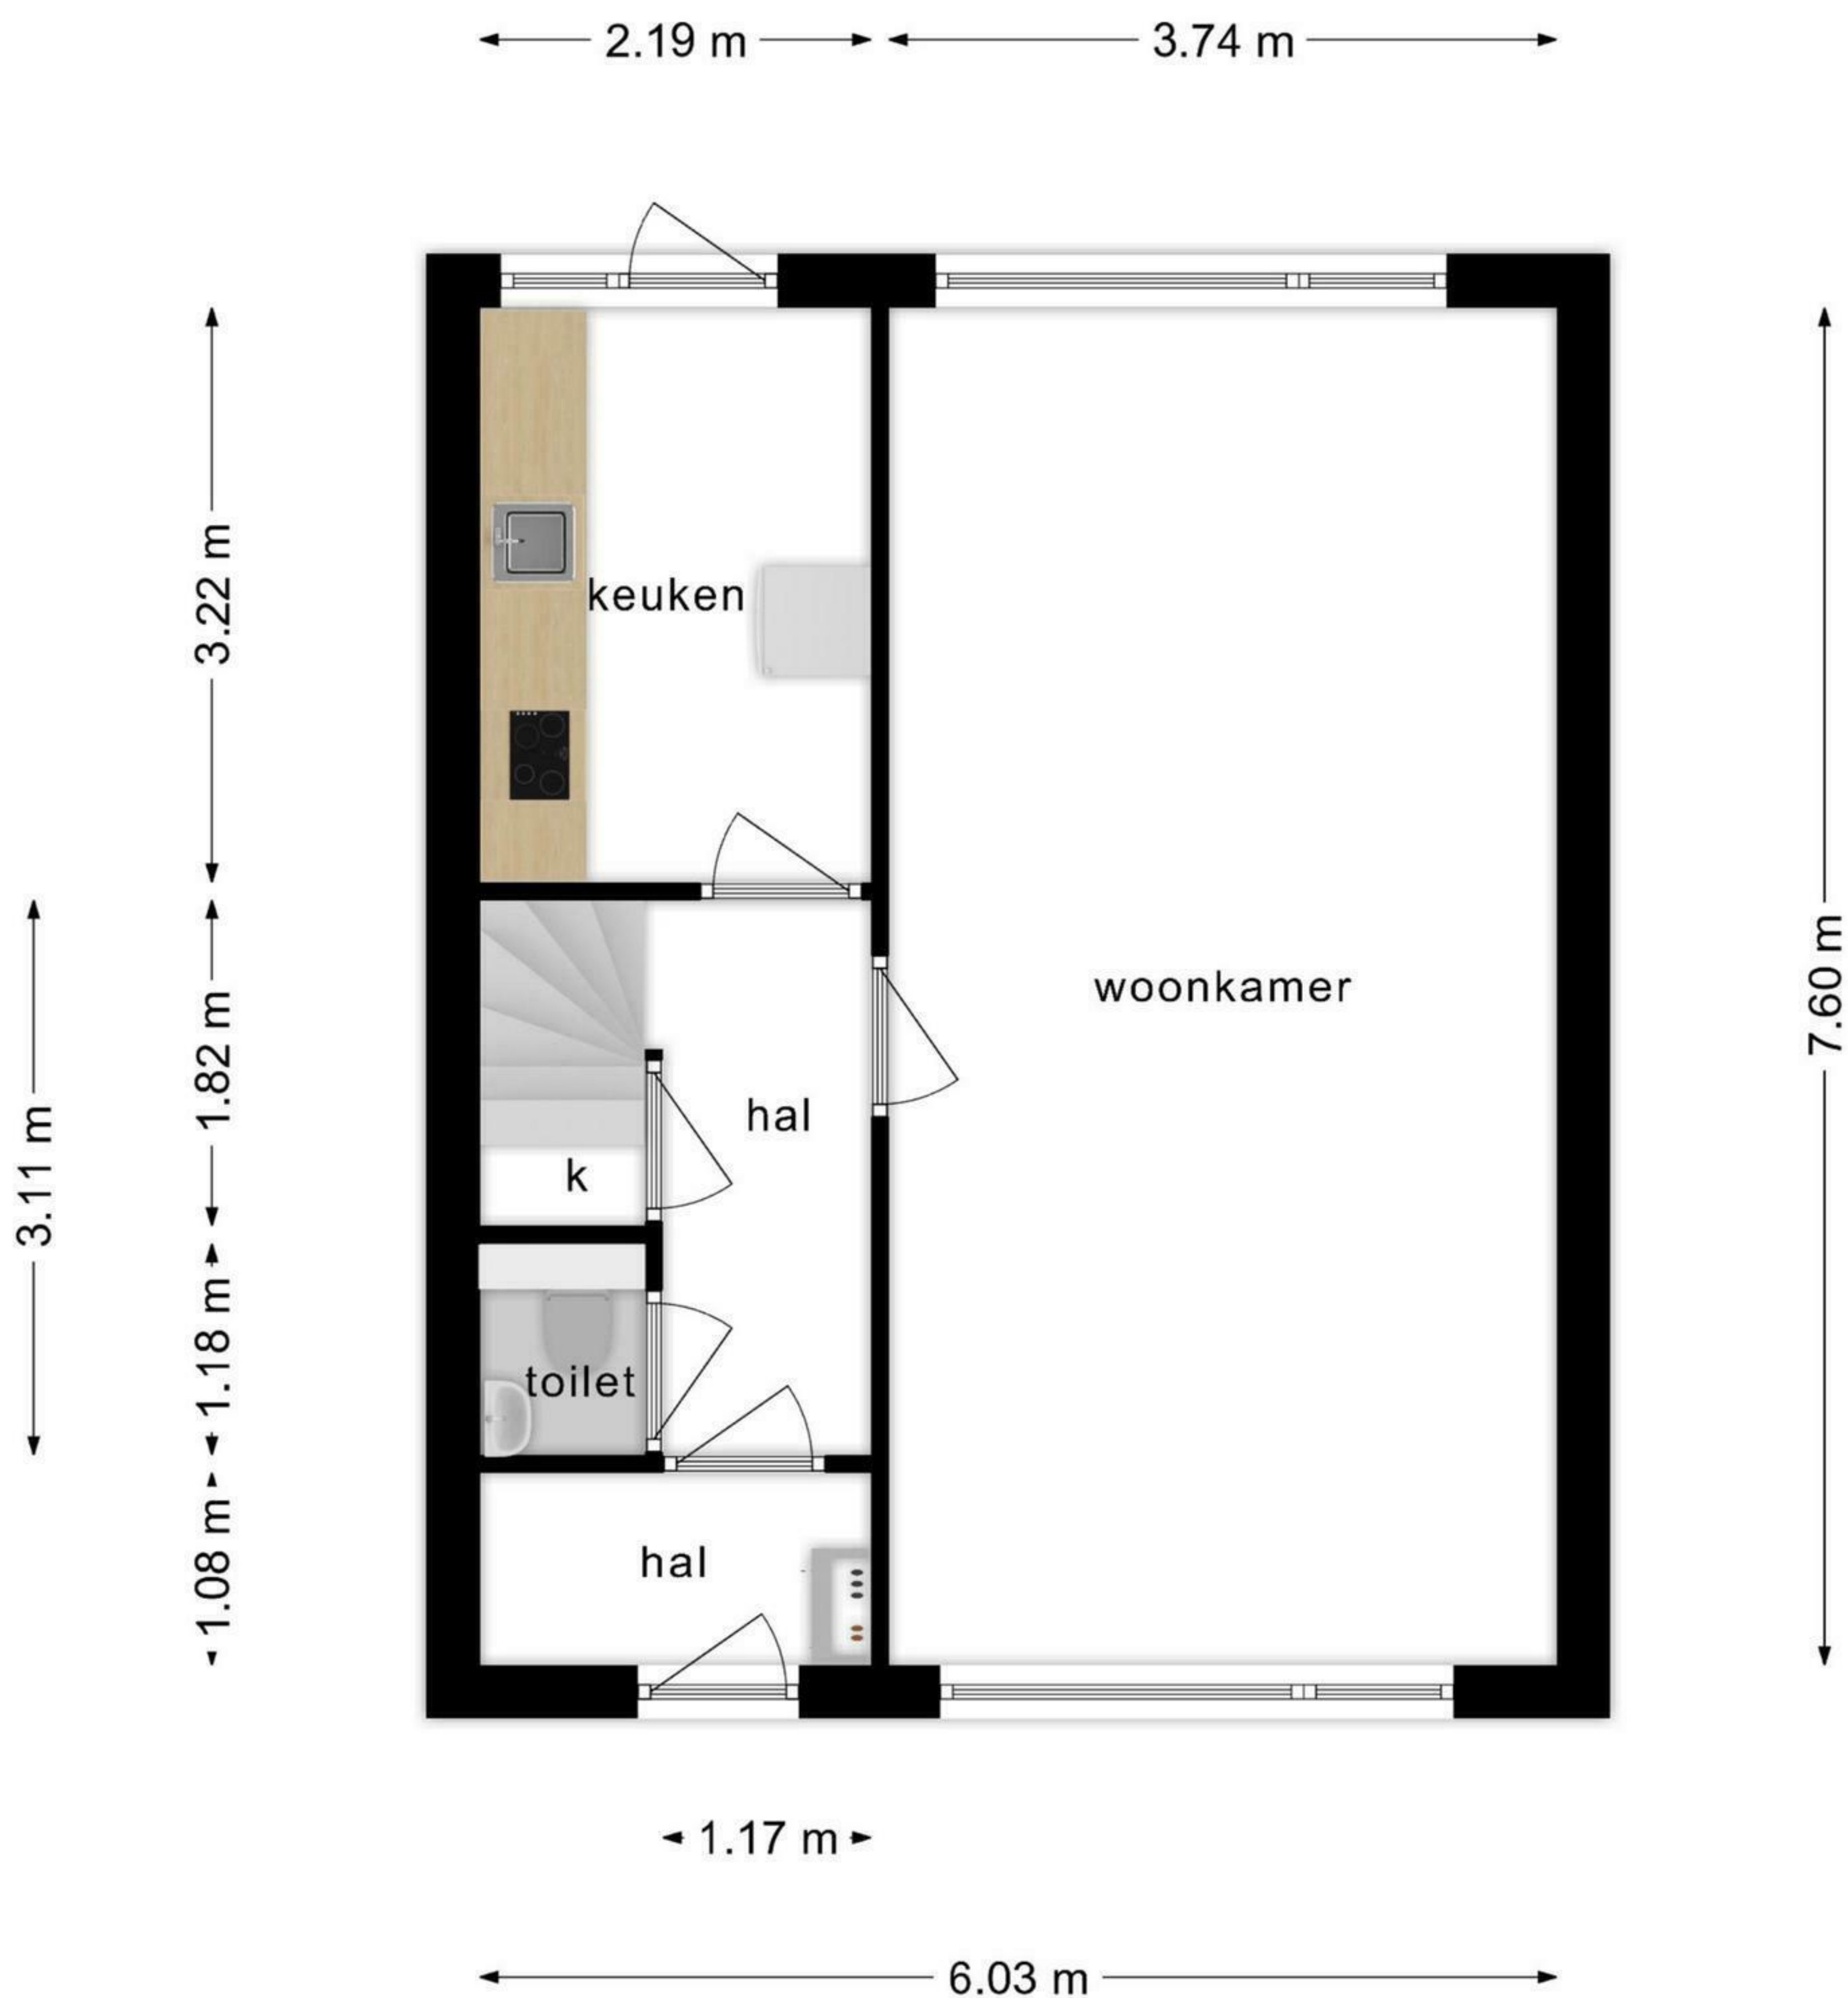 2.19 m
3.74 m
keuken
3.22 m
woonkamer
7.60 m
1.82 m
hal
3.11 m
k
1.18 m
toilet
1.08 m
hal
1.17 m
6.03 m